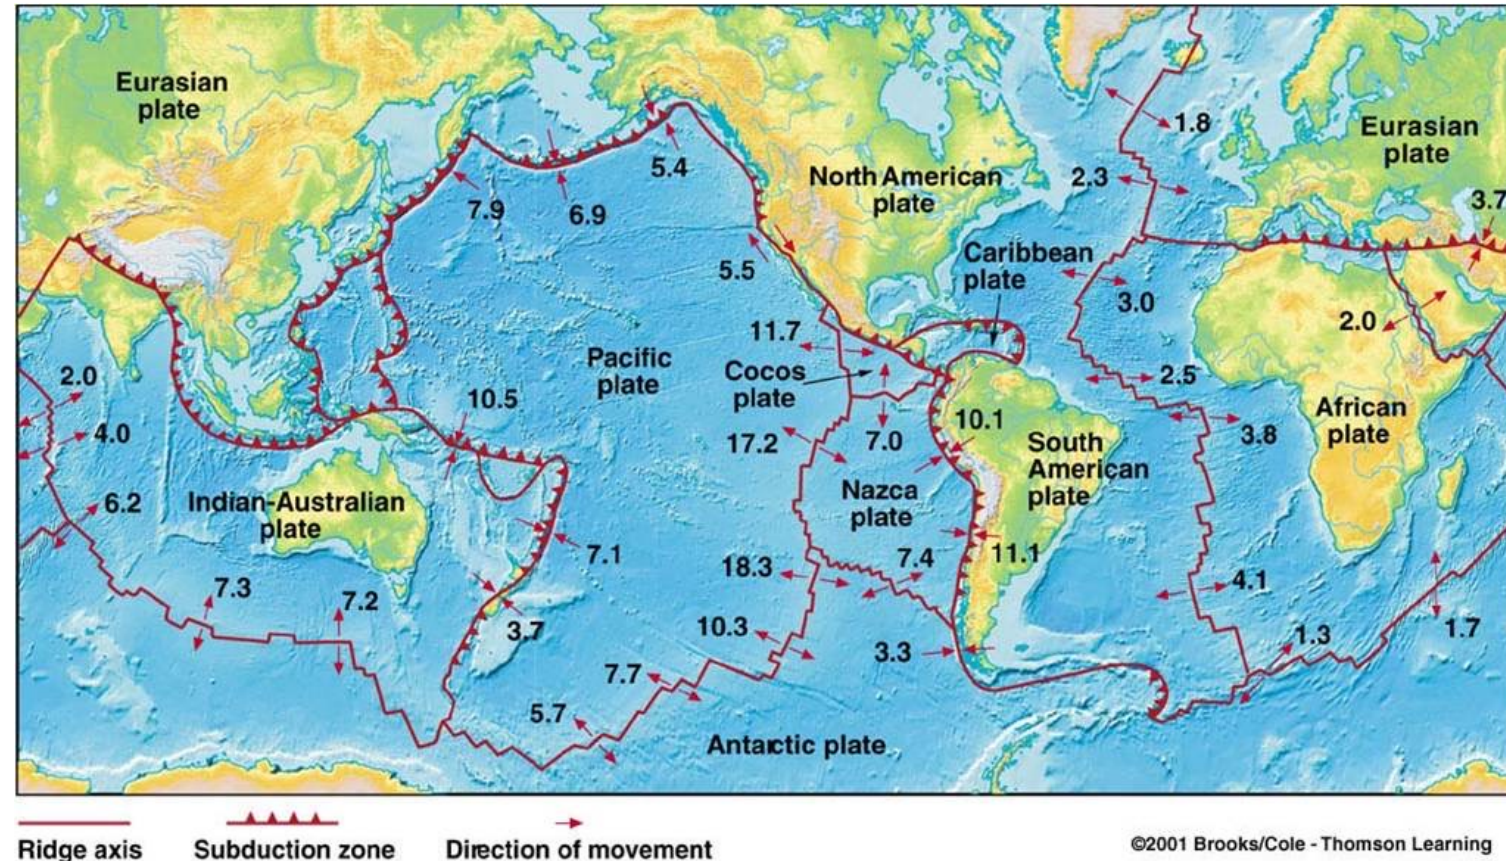 Eurasian
plate
1.8
Eurasian
plate
5.4
North American
plate
2.3
3.7
7.9
6.9
5.5
Caribbean
plate
3.0
2.0
11.7
Pacific
plate
Cocos
plate
2.0
10.5
2.5
African
plate
4.0
10.1
3.8
17.2
7.0
South
American
plate
6.2
Indian-Australian
plate
Nazca
plate
7.1
18.3
7.4
11.1
7.3
7.2
4.1
3.7
10.3
3.3
1.3
1.7
7.7
5.7
Antarctic plate
Ridge axis
Subduction zone
Direction of movement
©2001 Brooks/Cole - Thomson Learning